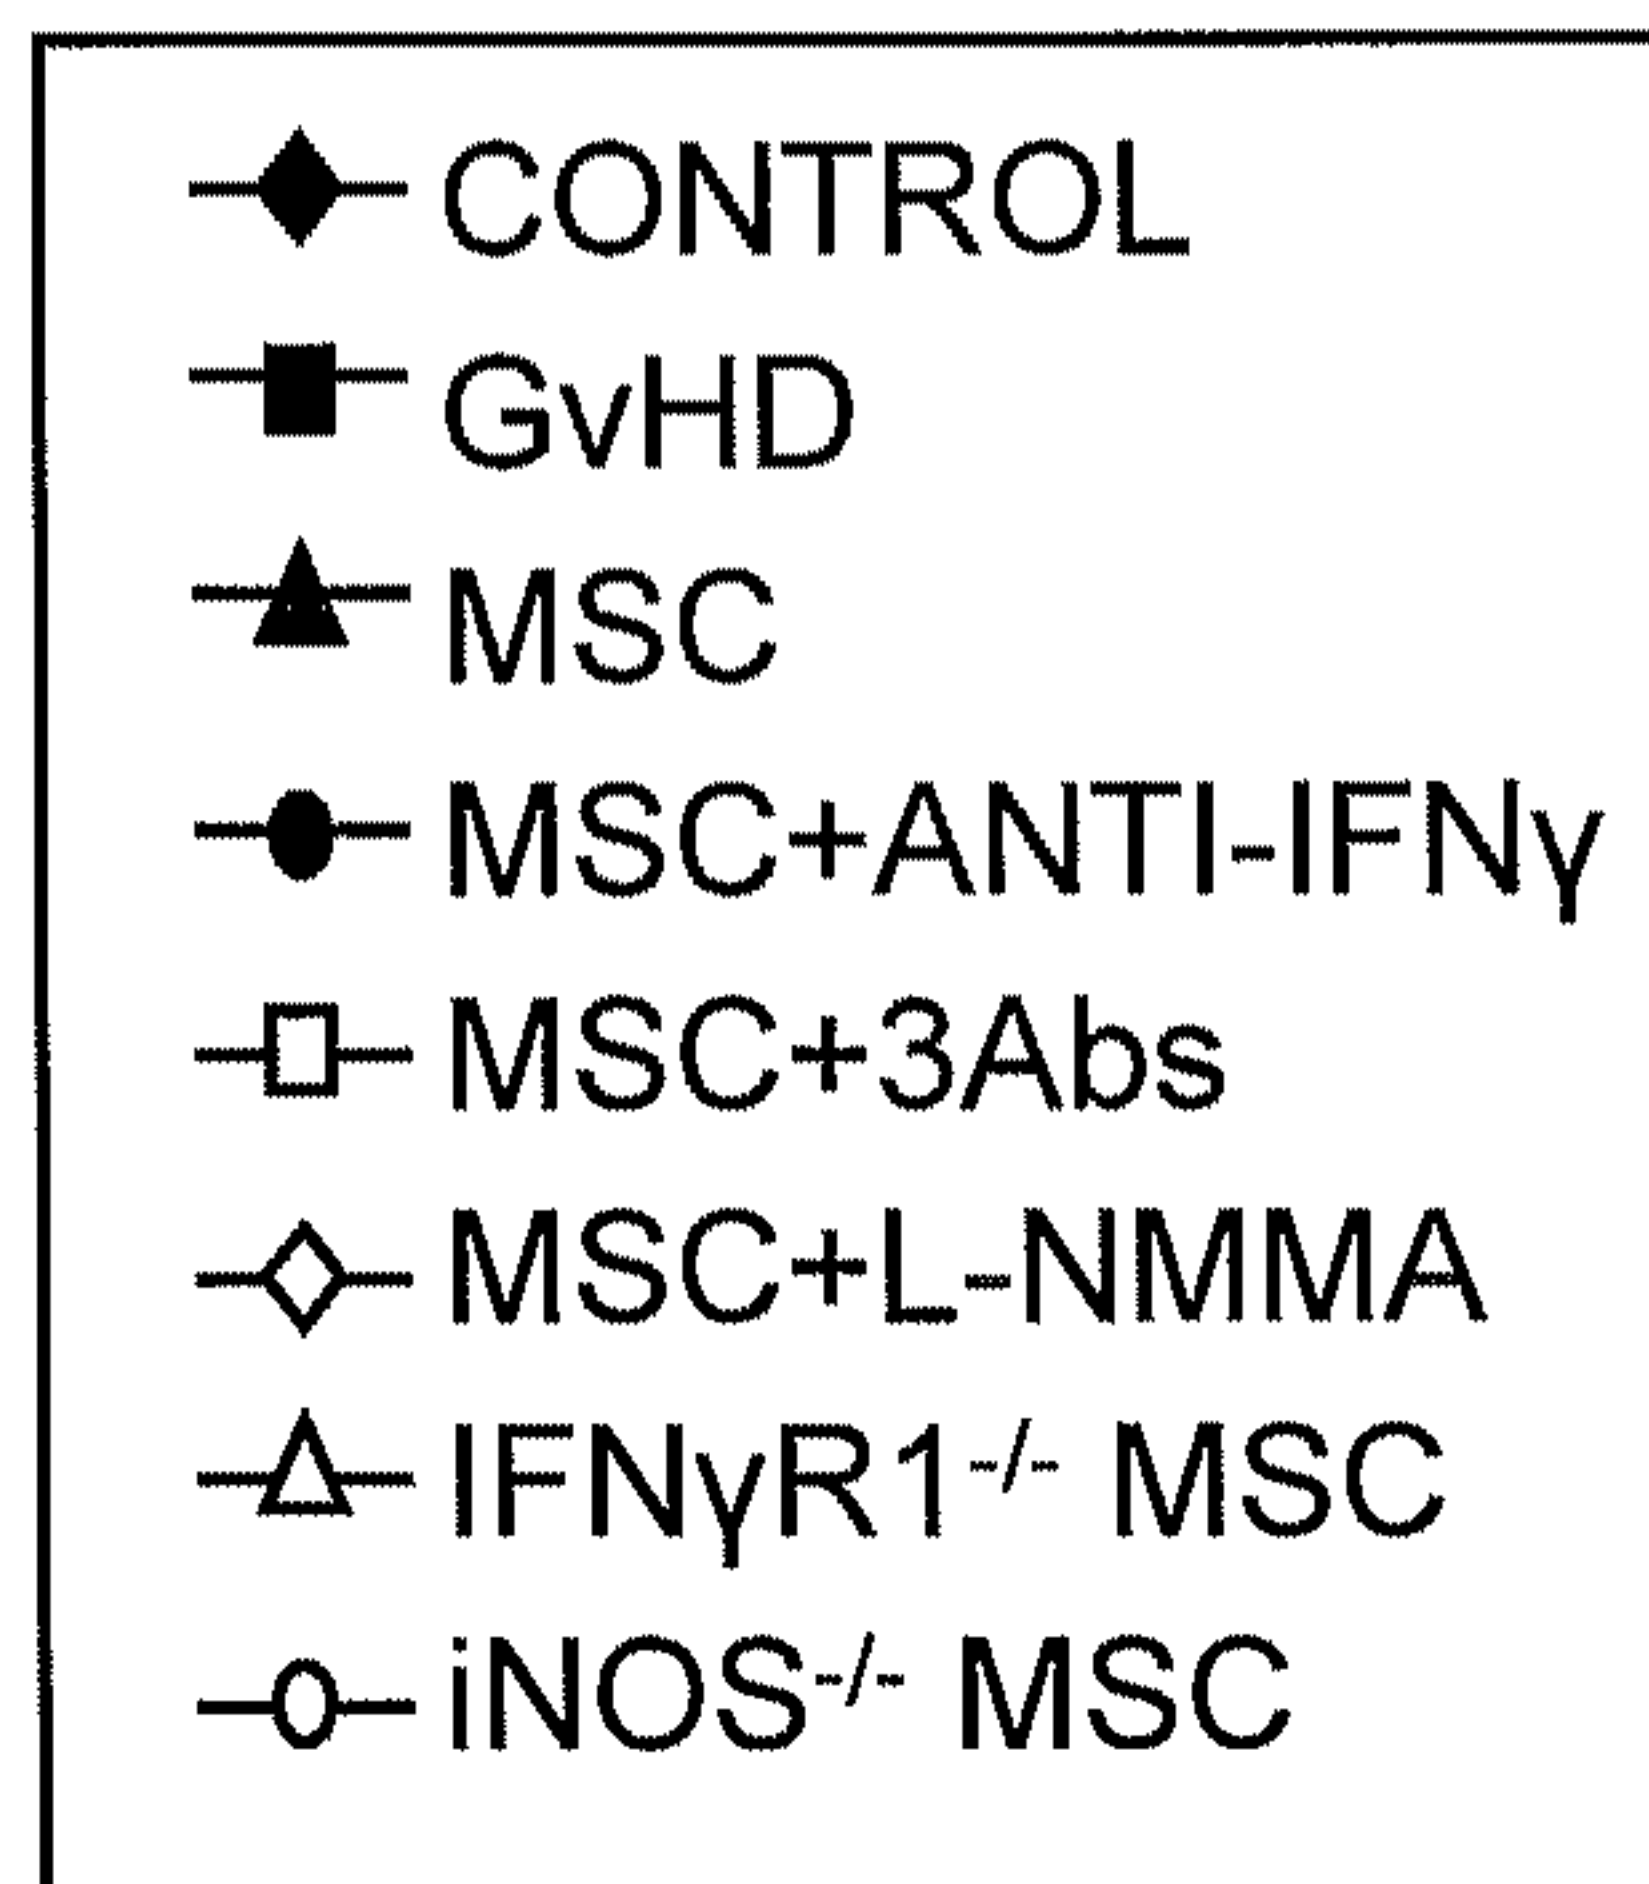 CONTROL
GvHD
MSC
MSC+ANTI-IFNγ
MSC+3Abs
MSC+L-NMMA
IFNγR1-/- MSC
iNOS-/- MSC